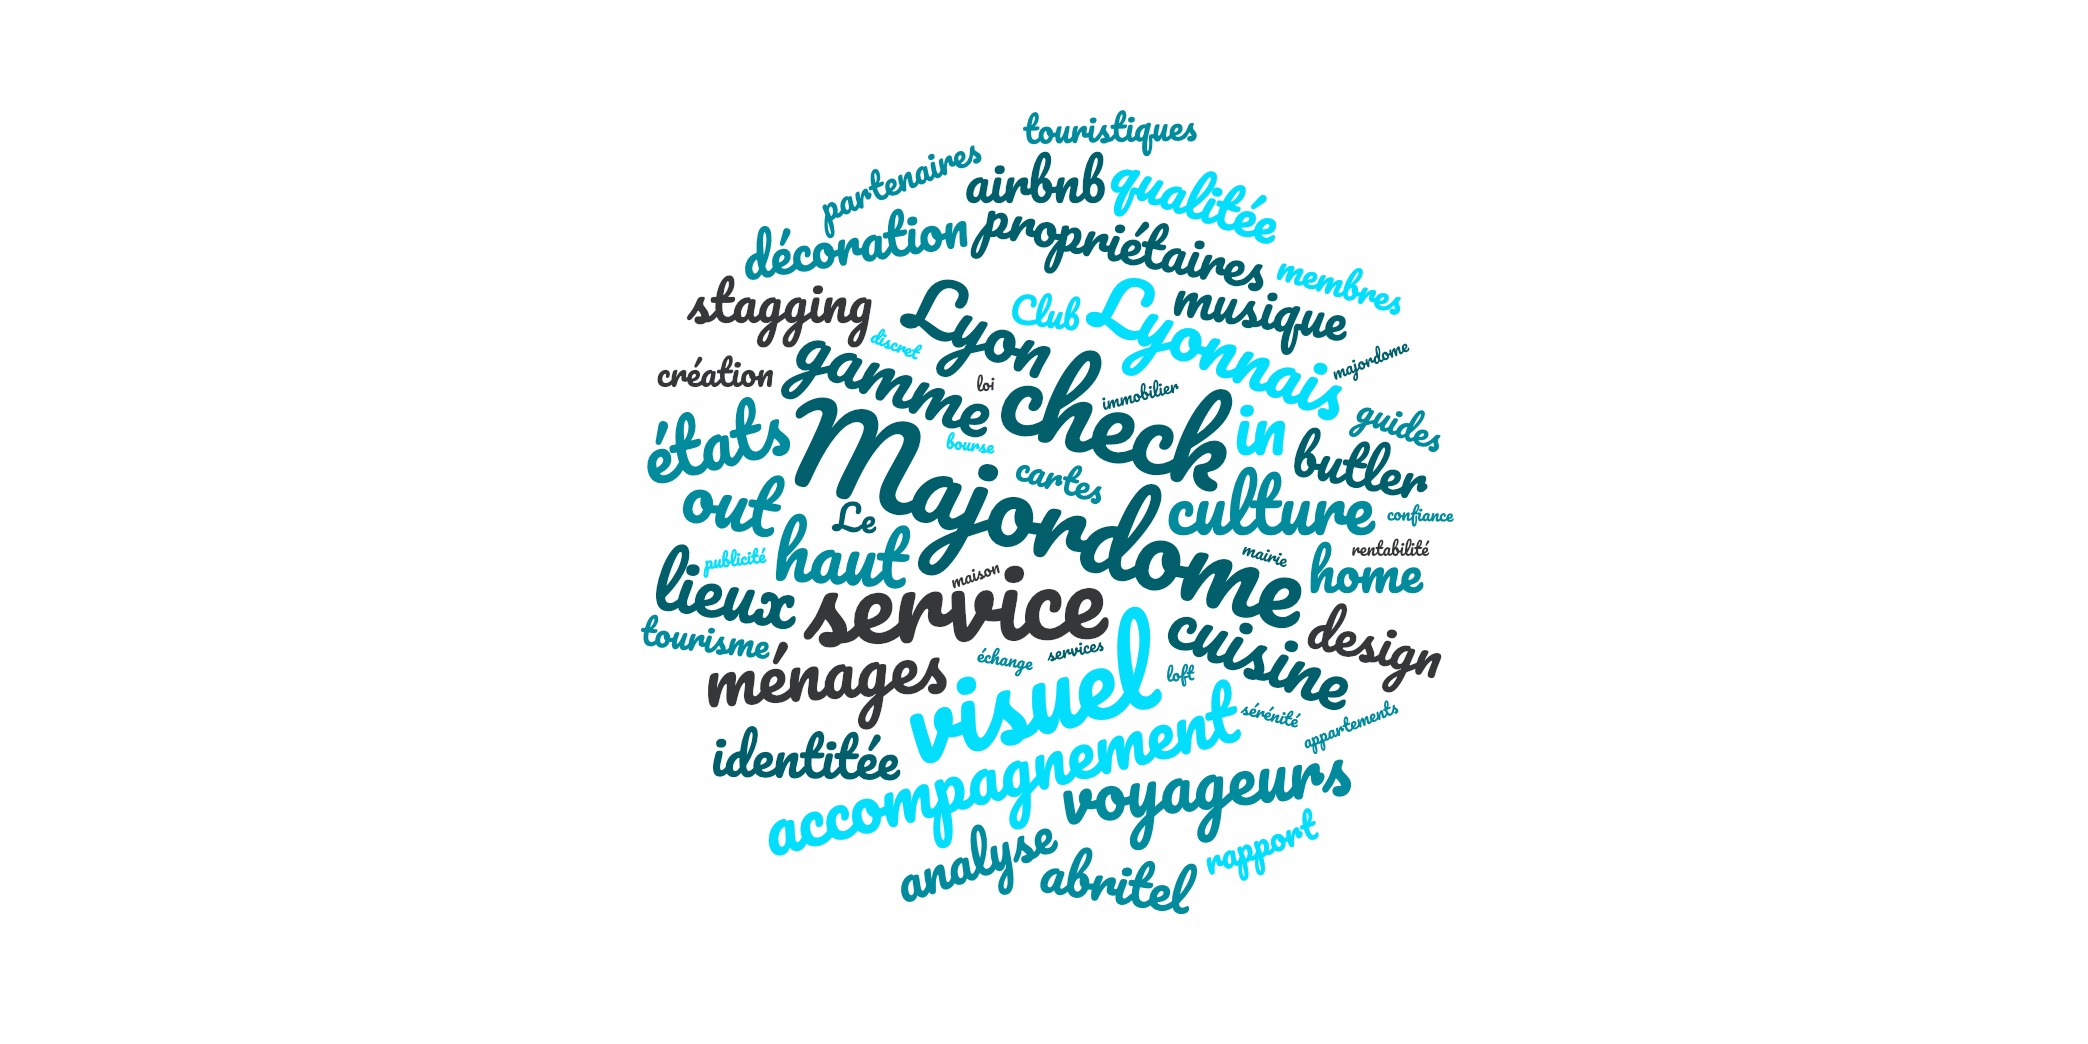 touristiques
partenaires
airbnb
qualitée
décoration
propriétaires
membres
stagging
Lyon
Club
Lyonnais
musique
discret
majordome
création
gamme
loi
check
immobilier
guides
états
Majordome
bourse
in
butler
cartes
out
Le
culture
confiance
haut
publicité
mairie
rentabilité
home
lieux
maison
service
tourisme
cuisine
design
ménages
échange
services
visuel
loft
sérénité
appartements
identitée
accompagnement
voyageurs
analyse
rapport
abritel